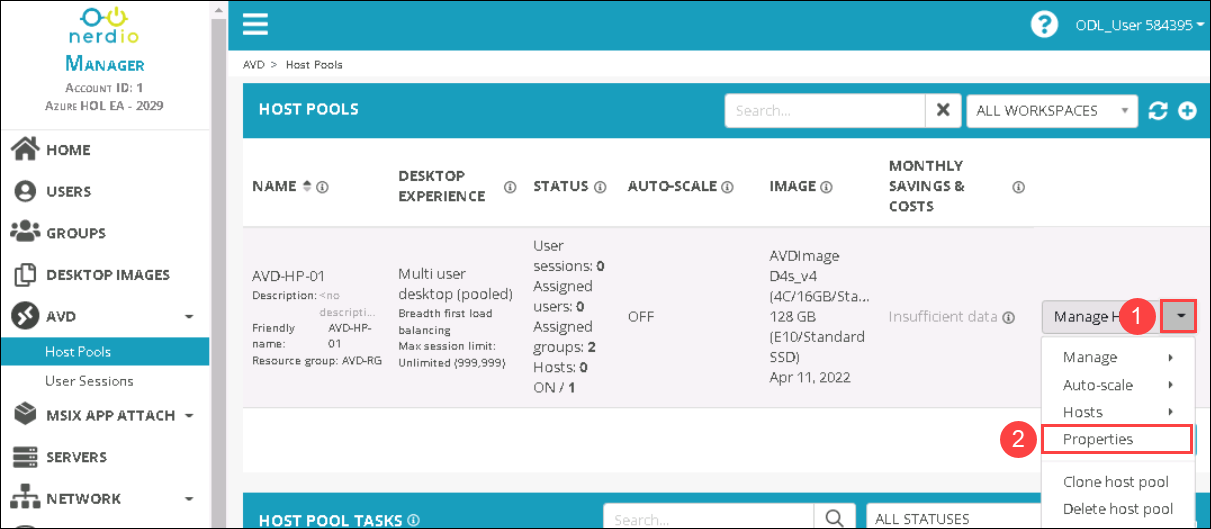 nerdio
MANAGER
ACCOUNT ID: 1
AZURE HOL EA - 2029
HOME
USERS
GROUPS
DESKTOP IMAGES
AVD
Host Pools
User Sessions
MSIX APP ATTACH
SERVERS
NETWORK
ODL_User 584395
AVD > Host Pools
HOST POOLS
Search...
ALL WORKSPACES
NAME
DESKTOP
EXPERIENCE
STATUS
AUTO-SCALE
IMAGE
MONTHLY
SAVINGS &
COSTS
AVD-HP-01
Description: <no
descripti...
Friendly AVD-HP-
name: 01
Resource group: AVD-RG
Multi user
desktop (pooled)
Breadth first load
balancing
Max session limit:
Unlimited (999,999)
User
sessions: 0
Assigned
users: 0
Assigned
groups: 2
Hosts: 0
ON / 1
OFF
AVDImage
D4s_v4
(4C/16GB/Sta...
128 GB
(E10/Standard
SSD)
Apr 11, 2022
Insufficient data
Manage H
1
Manage
Auto-scale
Hosts
2
Properties
Clone host pool
Delete host pool
HOST POOL TASKS
Search...
ALL STATUSES